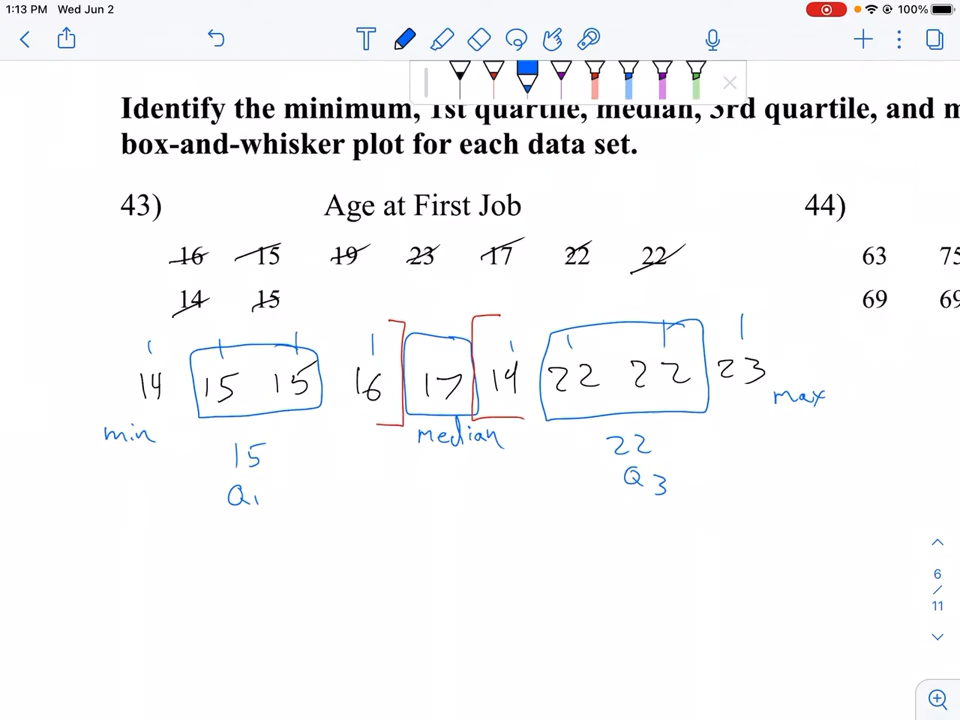 1:13 PM Wed Jun 2 100%
Identify the minimum, 1st quartile, median, 3rd quartile, and m
box-and-whisker plot for each data set.
43) Age at First Job 44)
16 15 19 23 17 22 22 63 75
14 15 69 69
14 15 15 16 17 19 22 22 23
min median max
15 22
Q1 Q3
6
/
11